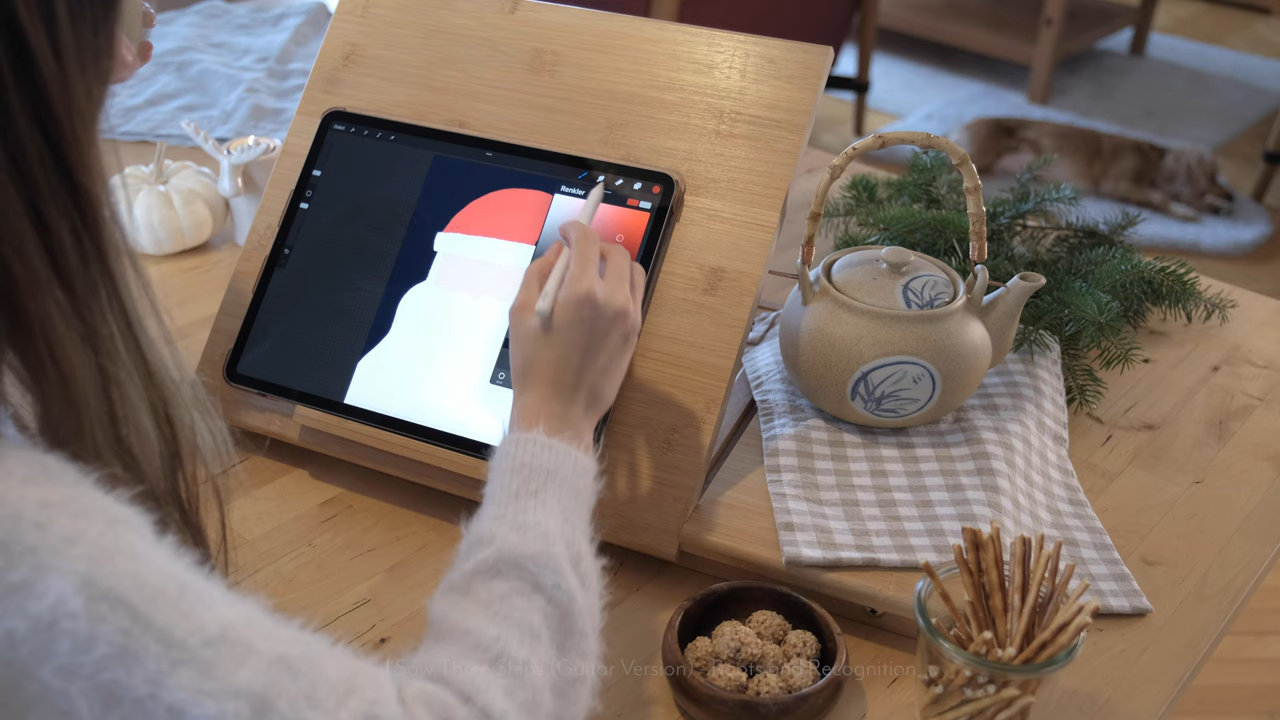 Renkler
I Saw Three Ships (Guitar Version) - Roots and Recognition